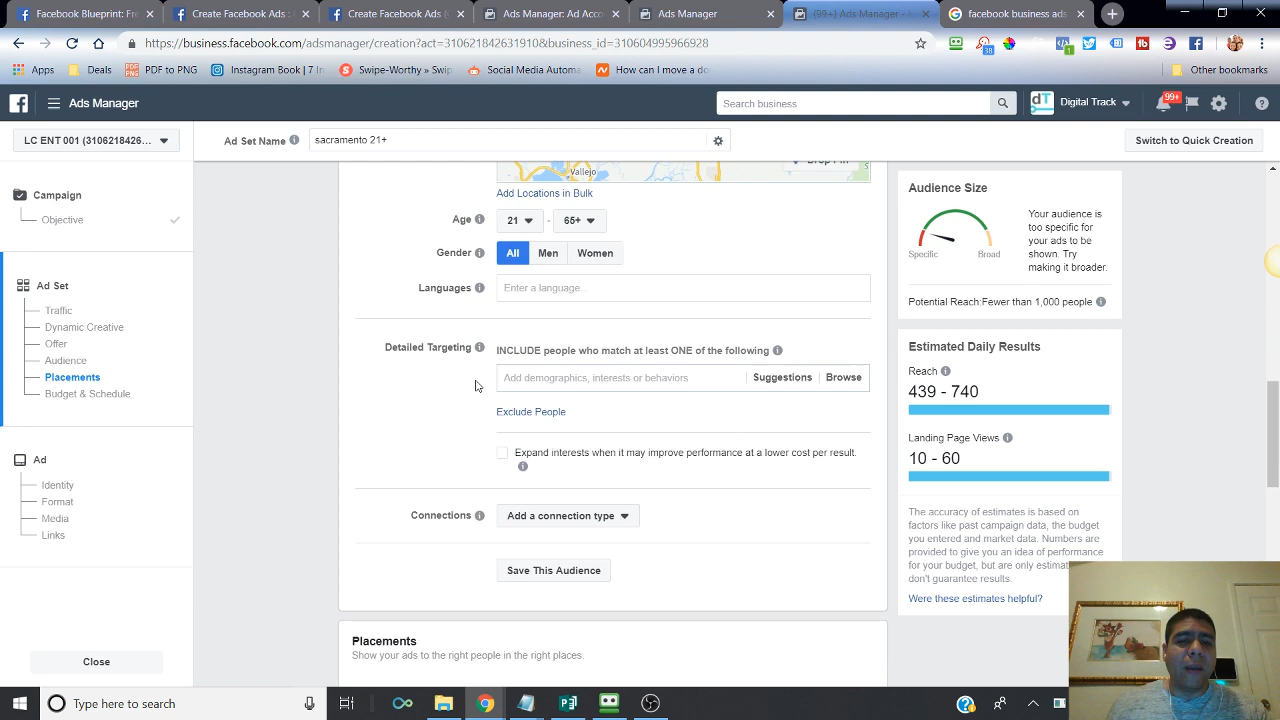 Facebook Blueprint: Fre
Create Facebook Ads :
Create Facebook Ads (
Ads Manager: Ad Acco
Ads Manager
(99+) Ads Manager -
facebook business ads
https://business.facebook.com/adsmanager/creation?act=310621842631910&business_id=310604995966928
38
1
Apps
Deals
PDF to PNG
Instagram Book | 7 In
Swipe-Worthy » Swip
Social Media Automa
How can I move a do
Other bookmarks
Ads Manager
Search business
dT
Digital Track
99+
LC ENT 001 (3106218426...
Ad Set Name
sacramento 21+
Switch to Quick Creation
Campaign
Objective
Ad Set
Traffic
Dynamic Creative
Offer
Audience
Placements
Budget & Schedule
Ad
Identity
Format
Media
Links
Close
Vallejo
Drop Pin
Add Locations in Bulk
Age
21
-
65+
Gender
All
Men
Women
Languages
Enter a language...
Detailed Targeting
INCLUDE people who match at least ONE of the following
Add demographics, interests or behaviors
Suggestions
Browse
Exclude People
Expand interests when it may improve performance at a lower cost per result.
Connections
Add a connection type
Save This Audience
Placements
Show your ads to the right people in the right places.
Audience Size
Specific
Broad
Your audience is
too specific for
your ads to be
shown. Try
making it broader.
Potential Reach:Fewer than 1,000 people
Estimated Daily Results
Reach
439 - 740
Landing Page Views
10 - 60
The accuracy of estimates is based on
factors like past campaign data, the budget
you entered and market data. Numbers are
provided to give you an idea of performance
for your budget, but are only estimat
don't guarantee results.
Were these estimates helpful?
Type here to search